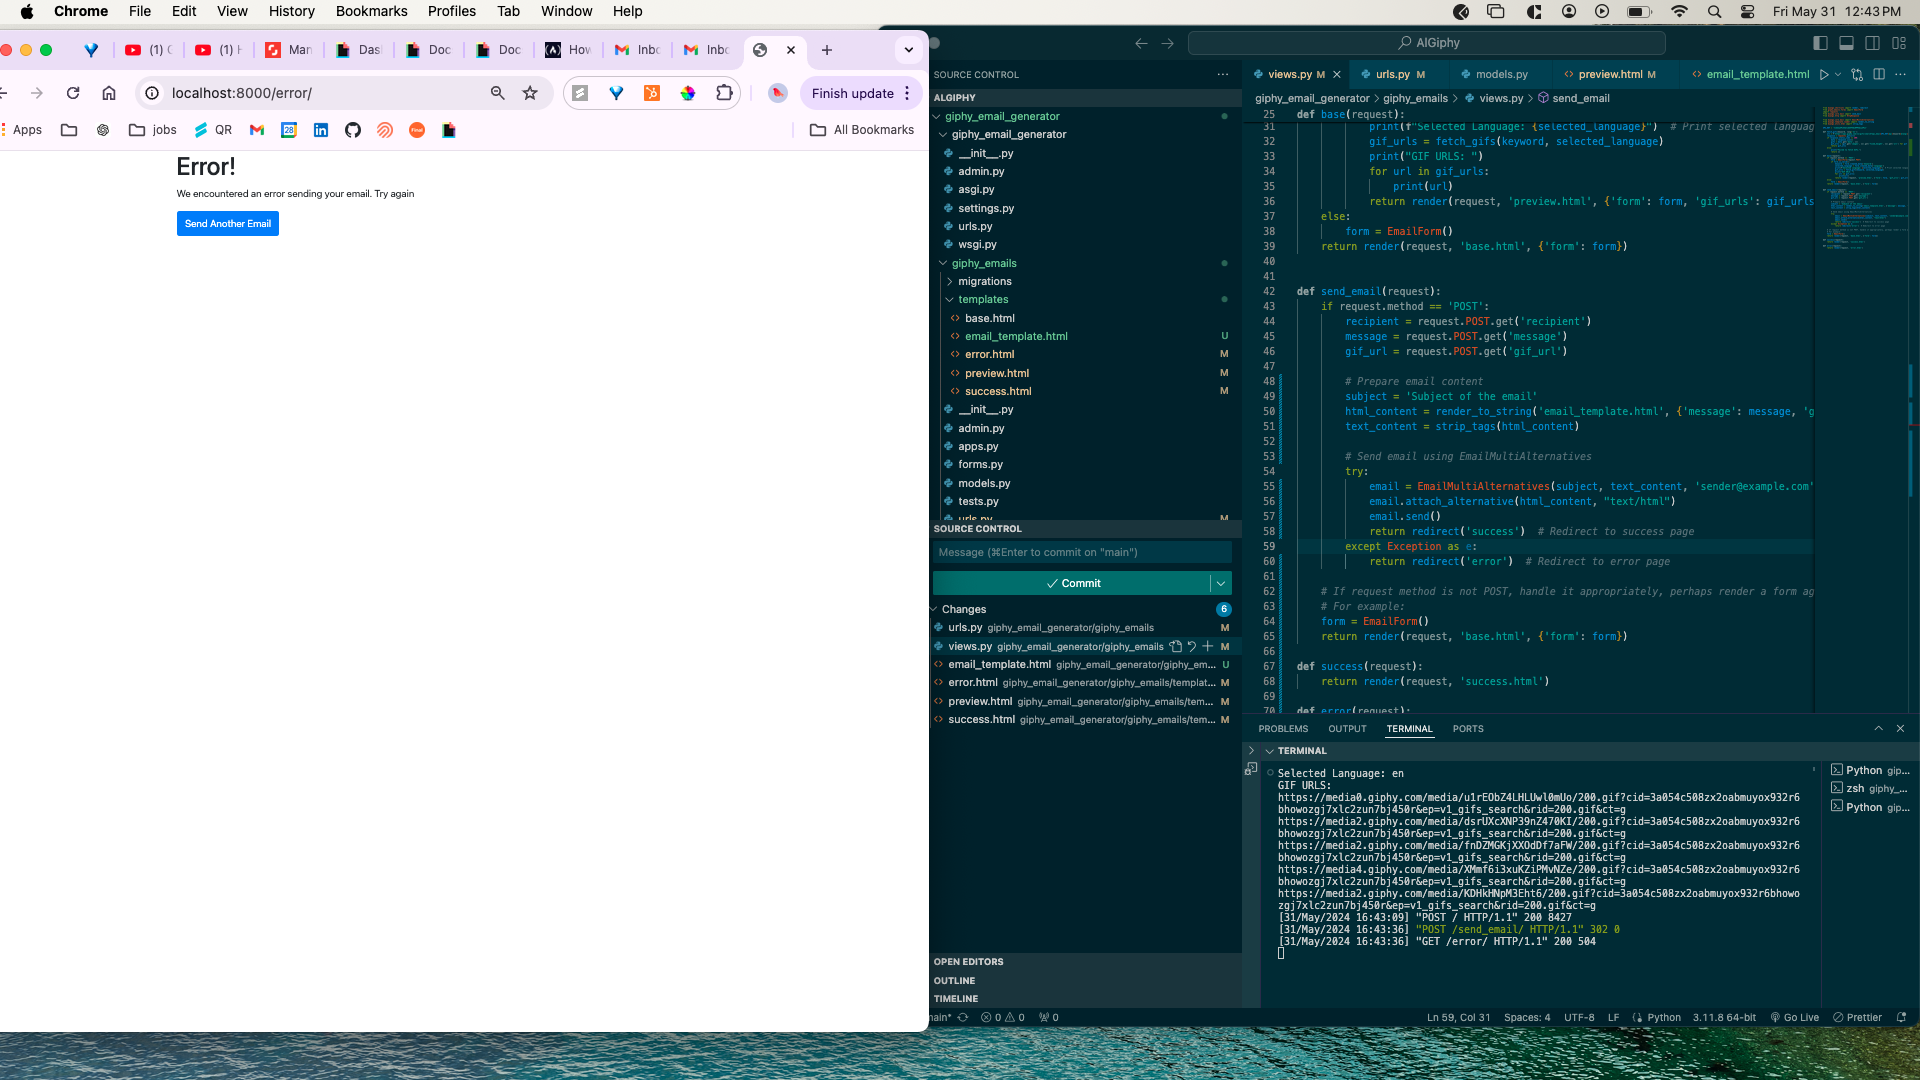 Chrome File Edit View History Bookmarks Profiles Tab Window Help
Fri May 31 12:43 PM
(1)
(1)
Man
Das
Doc
Doc
How
Inbo
Inbo
localhost:8000/error/
Finish update
Apps
jobs
QR
All Bookmarks
Error!
We encountered an error sending your email. Try again
Send Another Email
AIGiphy
SOURCE CONTROL
ALGIPHY
giphy_email_generator
giphy_email_generator
__init__.py
admin.py
asgi.py
settings.py
urls.py
wsgi.py
giphy_emails
migrations
templates
base.html
email_template.html U
error.html M
preview.html M
success.html M
__init__.py
admin.py
apps.py
forms.py
models.py
tests.py
urls.py M
SOURCE CONTROL
Message (⌘Enter to commit on "main")
Commit
Changes 6
urls.py giphy_email_generator/giphy_emails M
views.py giphy_email_generator/giphy_emails M
email_template.html giphy_email_generator/giphy_em... U
error.html giphy_email_generator/giphy_emails/templat... M
preview.html giphy_email_generator/giphy_emails/tem... M
success.html giphy_email_generator/giphy_emails/tem... M
OPEN EDITORS
OUTLINE
TIMELINE
views.py M urls.py M models.py preview.html M email_template.html
giphy_email_generator > giphy_emails > views.py > send_email
25 def base(request):
31 print(f"Selected Language: {selected_language}") # Print selected languag
32 gif_urls = fetch_gifs(keyword, selected_language)
33 print("GIF URLS: ")
34 for url in gif_urls:
35 print(url)
36 return render(request, 'preview.html', {'form': form, 'gif_urls': gif_urls
37 else:
38 form = EmailForm()
39 return render(request, 'base.html', {'form': form})
40
41
42 def send_email(request):
43 if request.method == 'POST':
44 recipient = request.POST.get('recipient')
45 message = request.POST.get('message')
46 gif_url = request.POST.get('gif_url')
47
48 # Prepare email content
49 subject = 'Subject of the email'
50 html_content = render_to_string('email_template.html', {'message': message, 'g
51 text_content = strip_tags(html_content)
52
53 # Send email using EmailMultiAlternatives
54 try:
55 email = EmailMultiAlternatives(subject, text_content, 'sender@example.com'
56 email.attach_alternative(html_content, "text/html")
57 email.send()
58 return redirect('success') # Redirect to success page
59 except Exception as e:
60 return redirect('error') # Redirect to error page
61
62 # If request method is not POST, handle it appropriately, perhaps render a form ag
63 # For example:
64 form = EmailForm()
65 return render(request, 'base.html', {'form': form})
66
67 def success(request):
68 return render(request, 'success.html')
69
70 def error(request):
PROBLEMS OUTPUT TERMINAL PORTS
TERMINAL
Selected Language: en
GIF URLS:
https://media0.giphy.com/media/u1rEObZ4LHLUwl0mUo/200.gif?cid=3a054c508zx2oabmuyox932r6
bhowozgj7xlc2zun7bj450r&ep=v1_gifs_search&rid=200.gif&ct=g
https://media2.giphy.com/media/dsrUXcXNP39nZ470KI/200.gif?cid=3a054c508zx2oabmuyox932r6
bhowozgj7xlc2zun7bj450r&ep=v1_gifs_search&rid=200.gif&ct=g
https://media2.giphy.com/media/fnDZMGKjXXOdDf7aFW/200.gif?cid=3a054c508zx2oabmuyox932r6
bhowozgj7xlc2zun7bj450r&ep=v1_gifs_search&rid=200.gif&ct=g
https://media4.giphy.com/media/XMmf6i3xuKZiPMvNZe/200.gif?cid=3a054c508zx2oabmuyox932r6
bhowozgj7xlc2zun7bj450r&ep=v1_gifs_search&rid=200.gif&ct=g
https://media2.giphy.com/media/KDHkHNpM3Eht6/200.gif?cid=3a054c508zx2oabmuyox932r6bhowo
zgj7xlc2zun7bj450r&ep=v1_gifs_search&rid=200.gif&ct=g
[31/May/2024 16:43:09] "POST / HTTP/1.1" 200 8427
[31/May/2024 16:43:36] "POST /send_email/ HTTP/1.1" 302 0
[31/May/2024 16:43:36] "GET /error/ HTTP/1.1" 200 504
Python gip...
zsh giphy_...
Python gip...
main* 0 0 0
Ln 59, Col 31 Spaces: 4 UTF-8 LF Python 3.11.8 64-bit Go Live Prettier